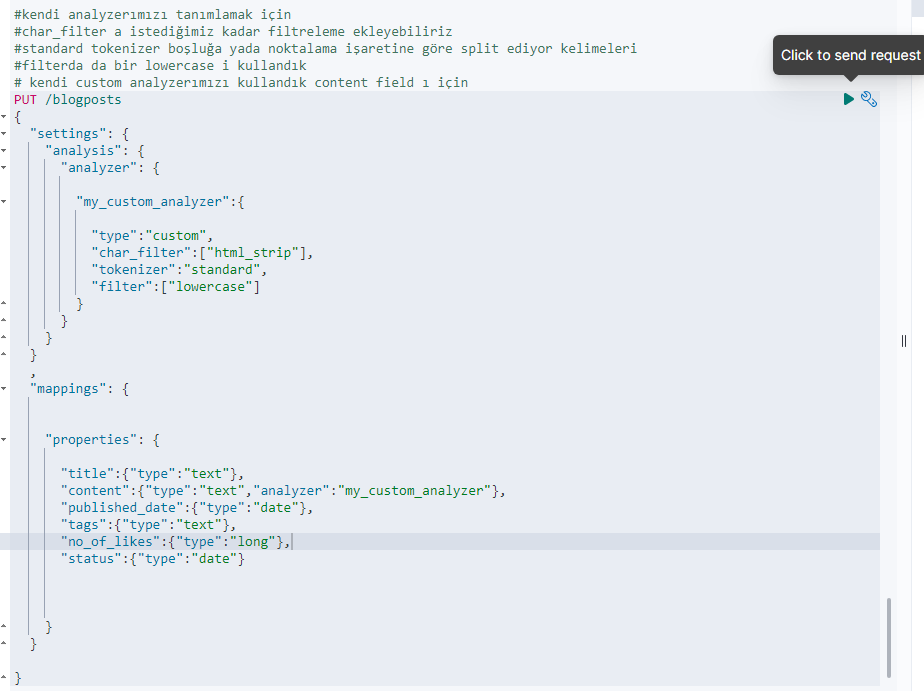 #kendi analyzerımızı tanımlamak için
#char_filter a istediğimiz kadar filtreleme ekleyebiliriz
#standard tokenizer boşluğa yada noktalama işaretine göre split ediyor kelimeleri
#filterda da bir lowercase i kullandık
# kendi custom analyzerımızı kullandık content field ı için
Click to send request
PUT /blogposts
{
"settings": {
"analysis": {
"analyzer": {
"my_custom_analyzer":{
"type":"custom",
"char_filter":["html_strip"],
"tokenizer":"standard",
"filter":["lowercase"]
}
}
}
}
,
"mappings": {
"properties": {
"title":{"type":"text"},
"content":{"type":"text","analyzer":"my_custom_analyzer"},
"published_date":{"type":"date"},
"tags":{"type":"text"},
"no_of_likes":{"type":"long"},
"status":{"type":"date"}
}
}
}